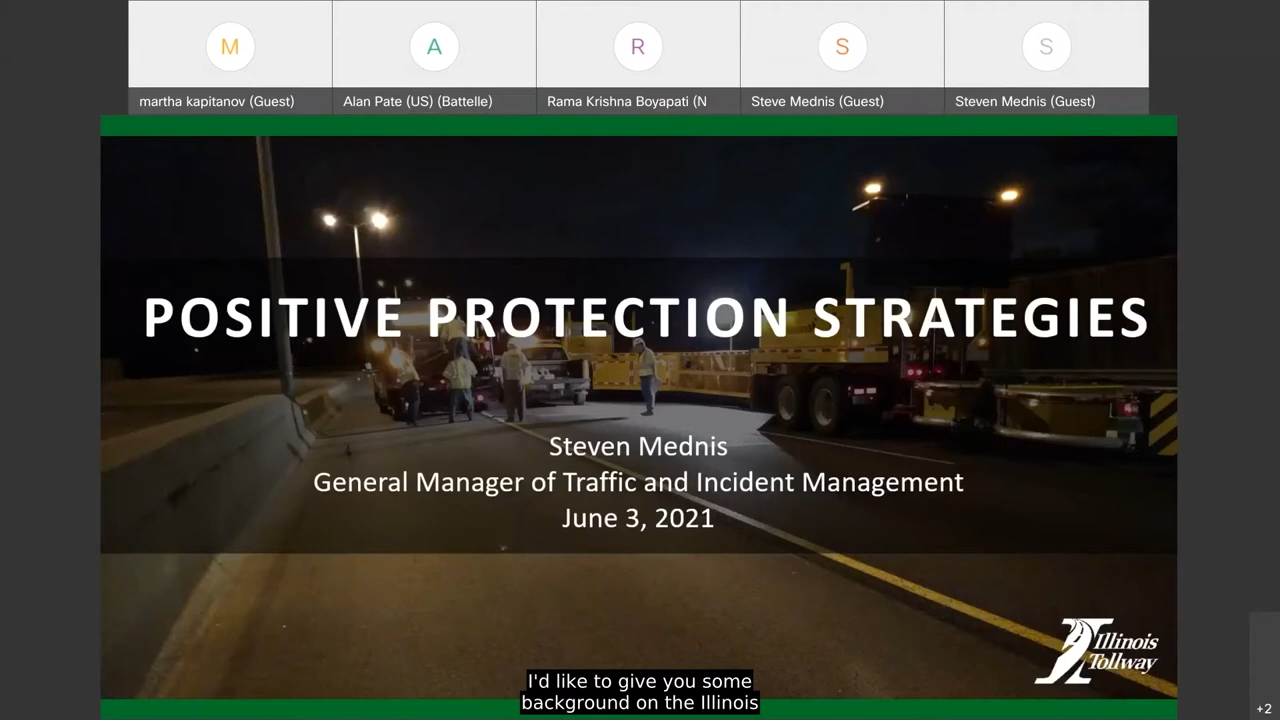 M
A
R
S
S
martha kapitanov (Guest)
Alan Pate (US) (Battelle)
Rama Krishna Boyapati (N
Steve Mednis (Guest)
Steven Mednis (Guest)
POSITIVE PROTECTION STRATEGIES
Steven Mednis
General Manager of Traffic and Incident Management
June 3, 2021
Illinois
Tollway
I'd like to give you some
background on the Illinois
+2